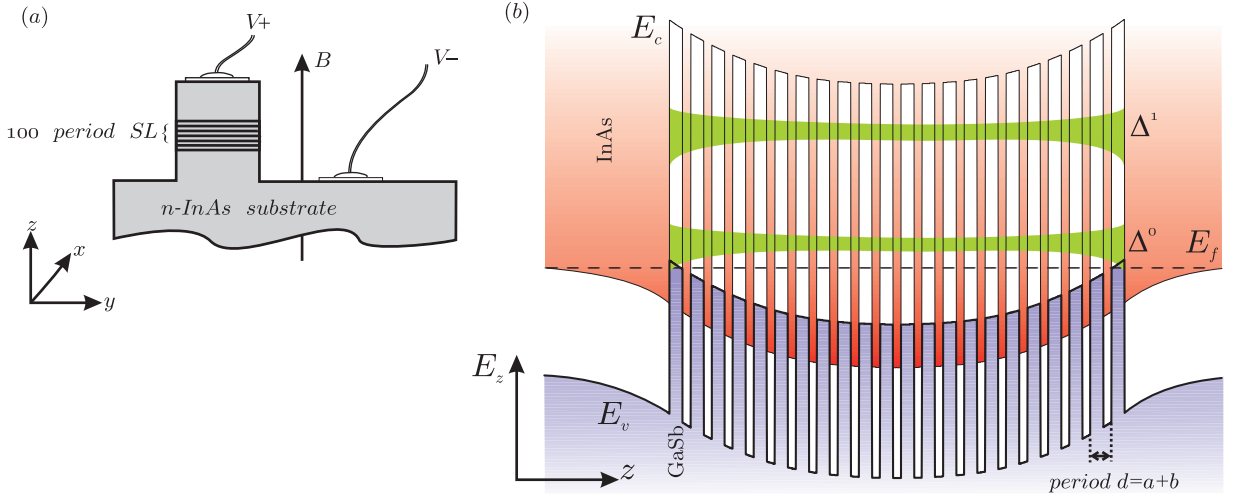 (a)
V+
B
V−
100 period SL{
n-InAs substrate
z
x
y
(b)
E_c
InAs
Δ¹
Δ⁰
E_f
E_z
E_v
GaSb
z
period d=a+b